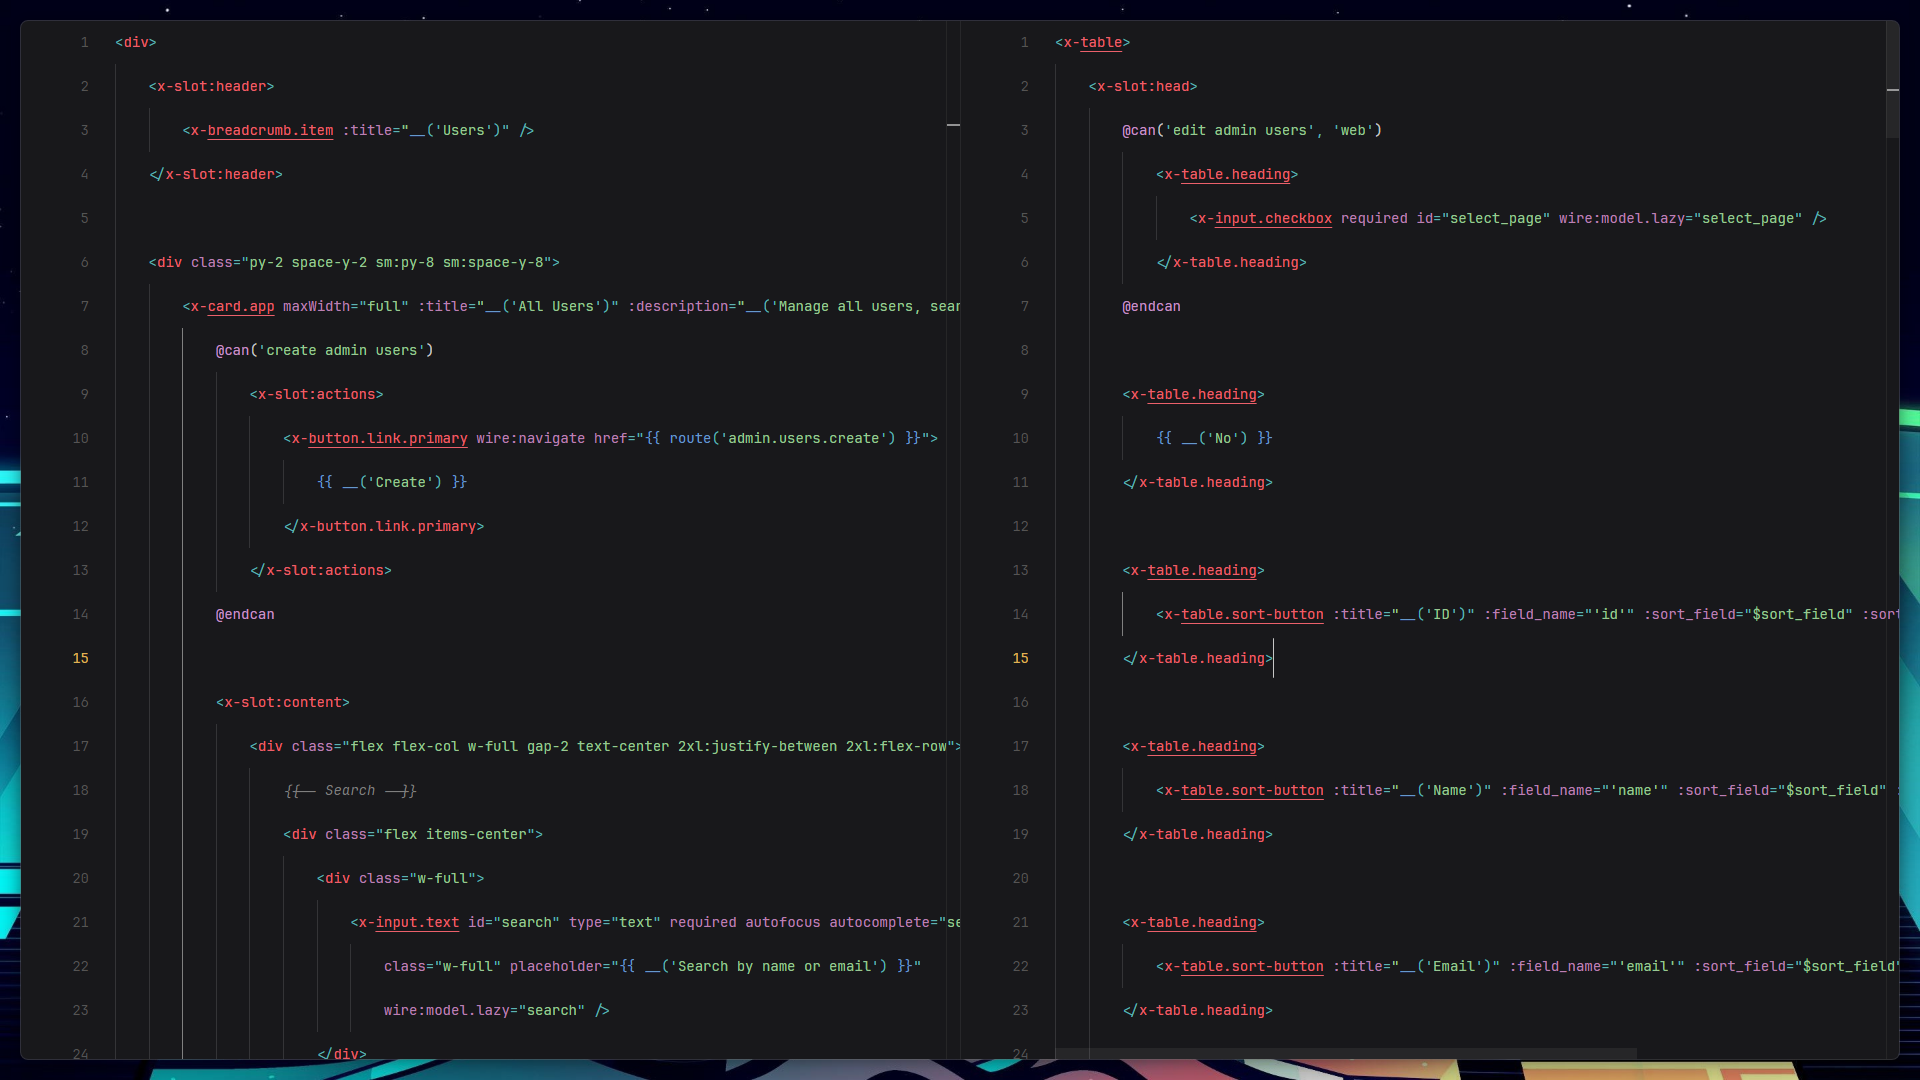 1 <div>
2 <x-slot:header>
3 <x-breadcrumb.item :title="__('Users')" />
4 </x-slot:header>
5
6 <div class="py-2 space-y-2 sm:py-8 sm:space-y-8">
7 <x-card.app maxWidth="full" :title="__('All Users')" :description="__('Manage all users, sear
8 @can('create admin users')
9 <x-slot:actions>
10 <x-button.link.primary wire:navigate href="{{ route('admin.users.create') }}">
11 {{ __('Create') }}
12 </x-button.link.primary>
13 </x-slot:actions>
14 @endcan
15
16 <x-slot:content>
17 <div class="flex flex-col w-full gap-2 text-center 2xl:justify-between 2xl:flex-row">
18 {{-- Search --}}
19 <div class="flex items-center">
20 <div class="w-full">
21 <x-input.text id="search" type="text" required autofocus autocomplete="se
22 class="w-full" placeholder="{{ __('Search by name or email') }}"
23 wire:model.lazy="search" />
24 </div>
1 <x-table>
2 <x-slot:head>
3 @can('edit admin users', 'web')
4 <x-table.heading>
5 <x-input.checkbox required id="select_page" wire:model.lazy="select_page" />
6 </x-table.heading>
7 @endcan
8
9 <x-table.heading>
10 {{ __('No') }}
11 </x-table.heading>
12
13 <x-table.heading>
14 <x-table.sort-button :title="__('ID')" :field_name="'id'" :sort_field="$sort_field" :sort
15 </x-table.heading>
16
17 <x-table.heading>
18 <x-table.sort-button :title="__('Name')" :field_name="'name'" :sort_field="$sort_field" :
19 </x-table.heading>
20
21 <x-table.heading>
22 <x-table.sort-button :title="__('Email')" :field_name="'email'" :sort_field="$sort_field"
23 </x-table.heading>
24